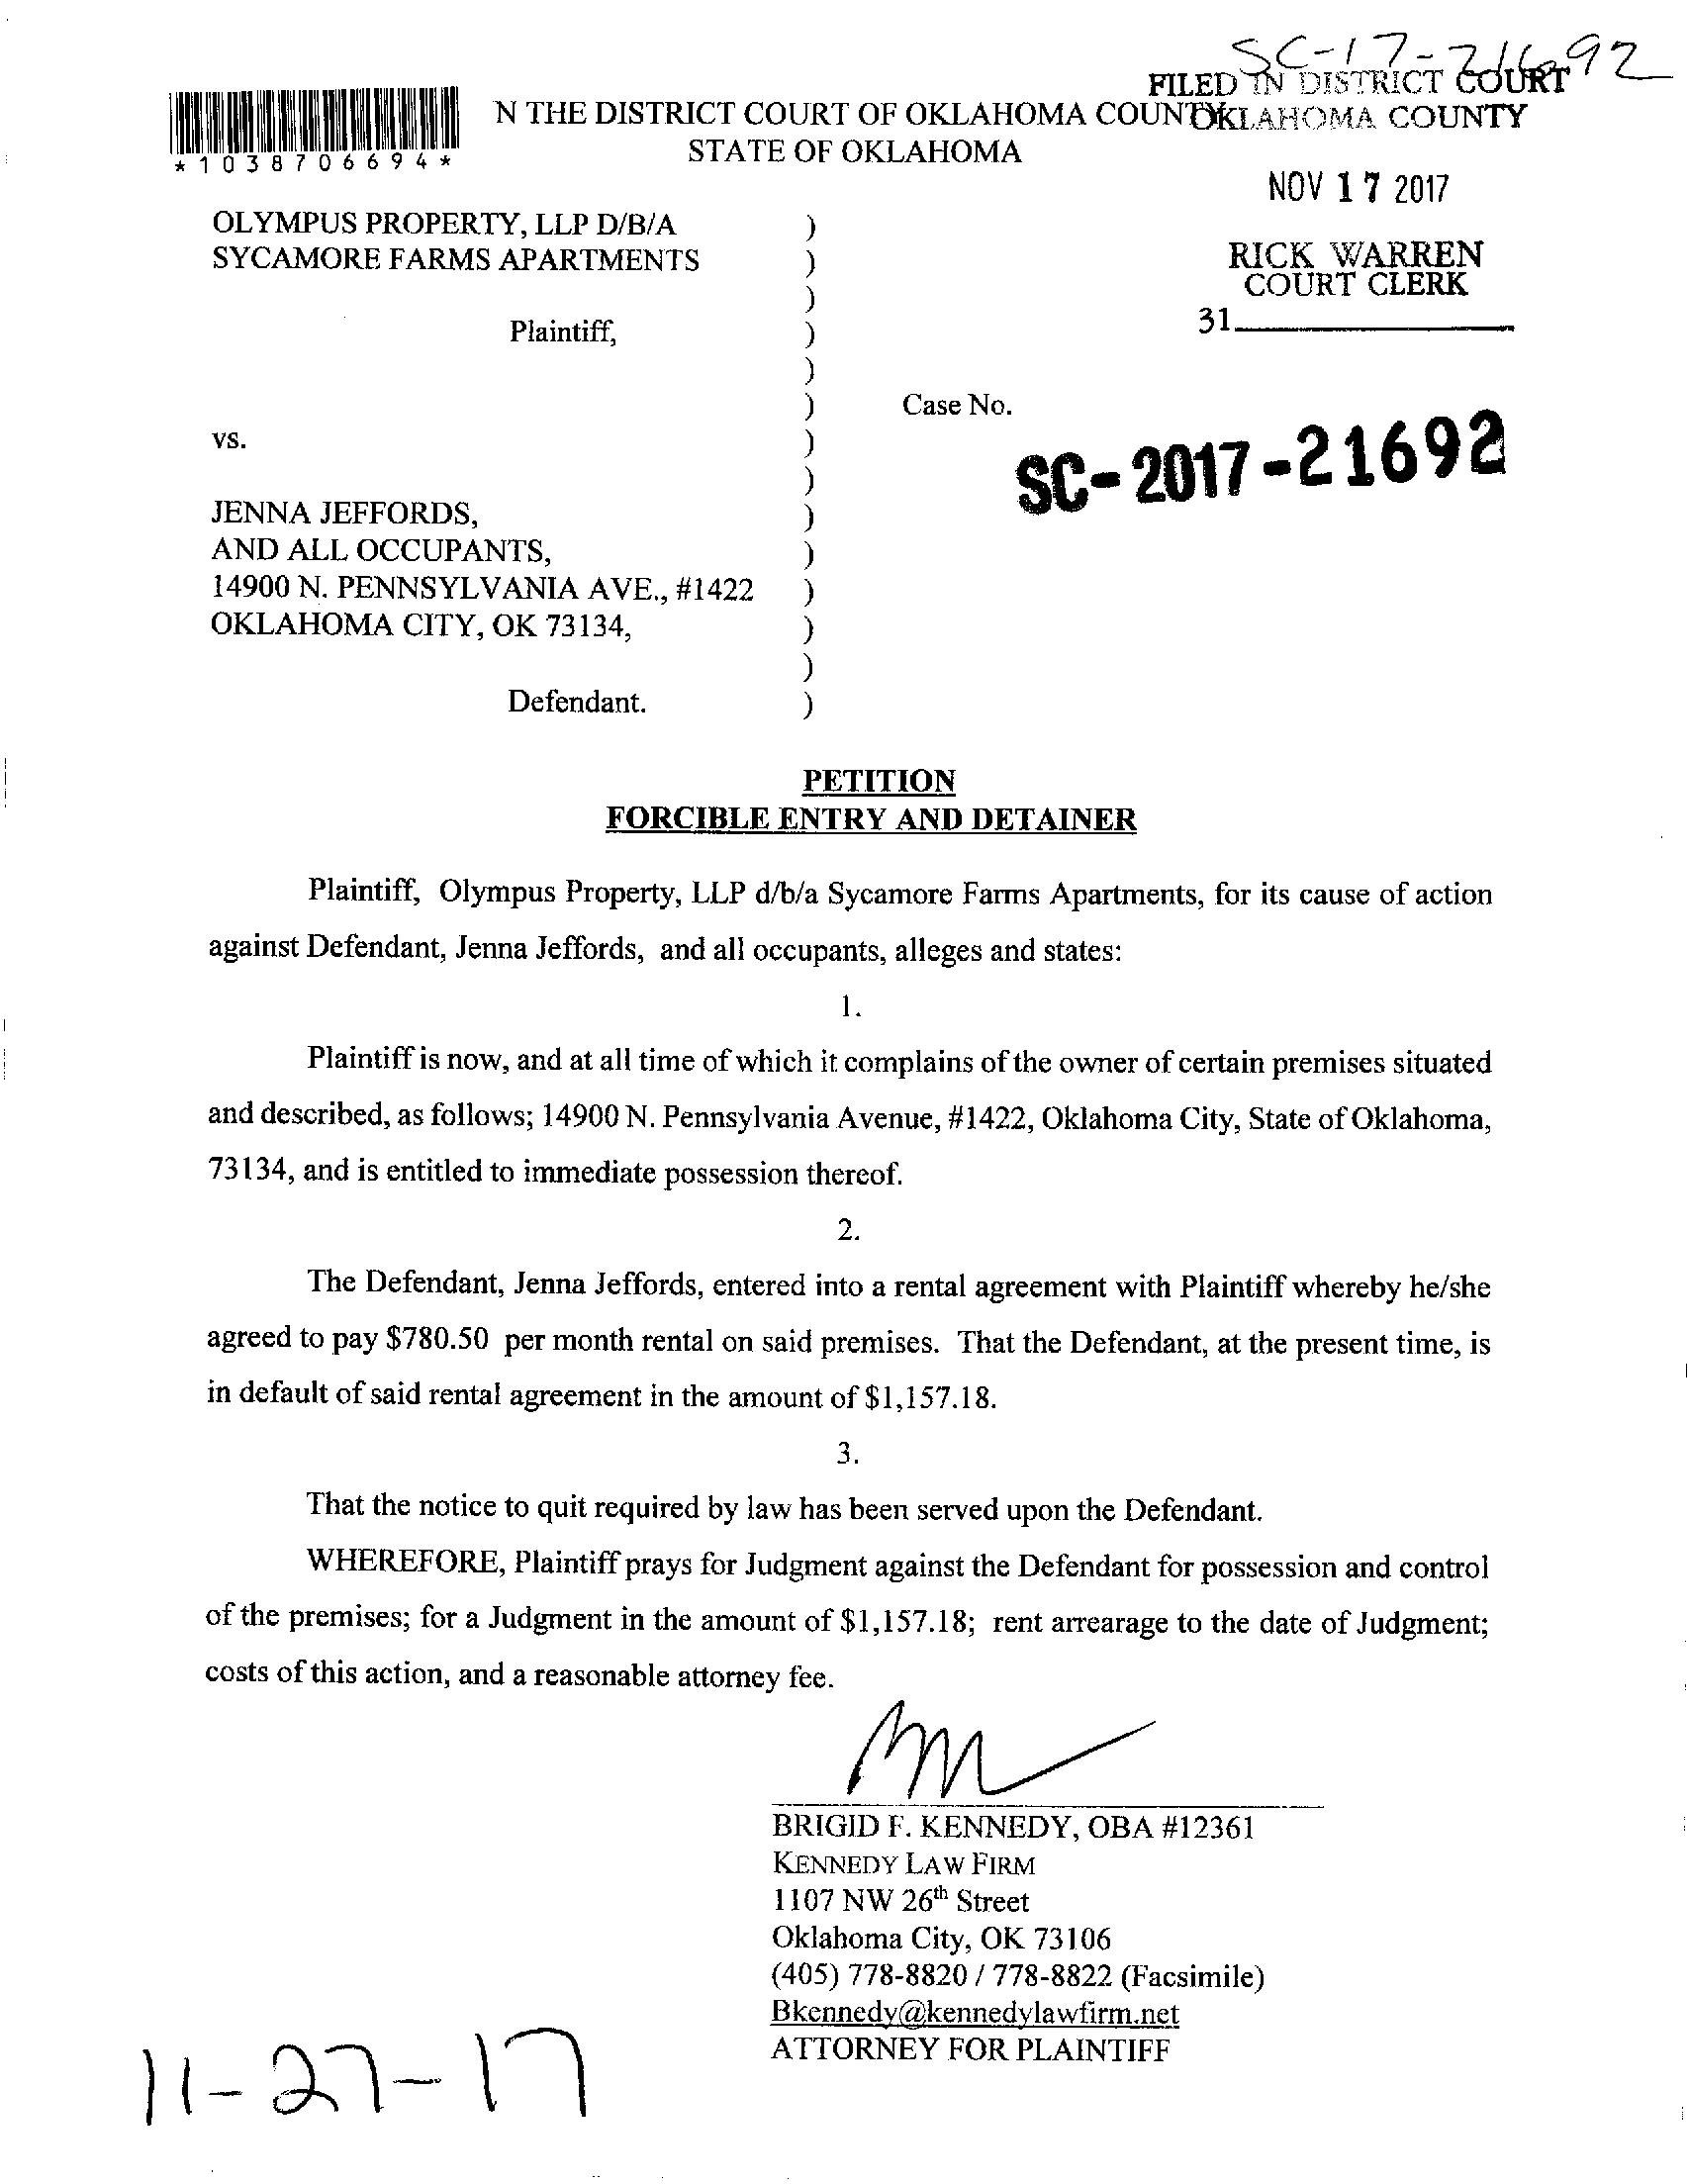 SC-17-21692
FILED IN DISTRICT COURT
OKLAHOMA COUNTY
N THE DISTRICT COURT OF OKLAHOMA COUNTY
STATE OF OKLAHOMA
*1038706694*
NOV 17 2017
RICK WARREN
COURT CLERK
31
OLYMPUS PROPERTY, LLP D/B/A )
SYCAMORE FARMS APARTMENTS )
)
Plaintiff, )
)
) Case No.
vs. )
SC-2017-21692
)
JENNA JEFFORDS, )
AND ALL OCCUPANTS, )
14900 N. PENNSYLVANIA AVE., #1422 )
OKLAHOMA CITY, OK 73134, )
)
Defendant. )
PETITION
FORCIBLE ENTRY AND DETAINER
Plaintiff, Olympus Property, LLP d/b/a Sycamore Farms Apartments, for its cause of action
against Defendant, Jenna Jeffords, and all occupants, alleges and states:
1.
Plaintiff is now, and at all time of which it complains of the owner of certain premises situated
and described, as follows; 14900 N. Pennsylvania Avenue, #1422, Oklahoma City, State of Oklahoma,
73134, and is entitled to immediate possession thereof.
2.
The Defendant, Jenna Jeffords, entered into a rental agreement with Plaintiff whereby he/she
agreed to pay $780.50 per month rental on said premises. That the Defendant, at the present time, is
in default of said rental agreement in the amount of $1,157.18.
3.
That the notice to quit required by law has been served upon the Defendant.
WHEREFORE, Plaintiff prays for Judgment against the Defendant for possession and control
of the premises; for a Judgment in the amount of $1,157.18; rent arrearage to the date of Judgment;
costs of this action, and a reasonable attorney fee.
BRIGID F. KENNEDY, OBA #12361
KENNEDY LAW FIRM
1107 NW 26th Street
Oklahoma City, OK 73106
(405) 778-8820 / 778-8822 (Facsimile)
Bkennedy@kennedylawfirm.net
ATTORNEY FOR PLAINTIFF
11-27-17